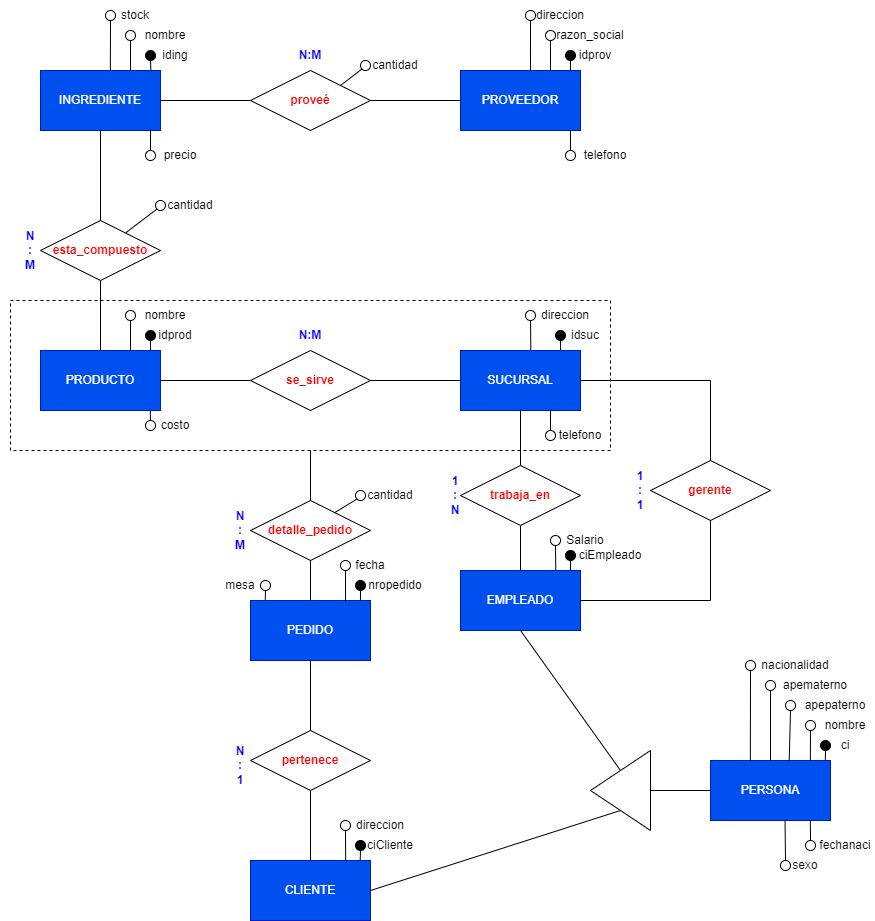 stock
nombre
iding
INGREDIENTE
precio
N:M
proveé
cantidad
direccion
razon_social
idprov
PROVEEDOR
telefono
cantidad
N
:
M
esta_compuesto
nombre
idprod
PRODUCTO
costo
N:M
se_sirve
direccion
idsuc
SUCURSAL
telefono
1
:
N
trabaja_en
1
:
1
gerente
cantidad
N
:
M
detalle_pedido
Salario
ciEmpleado
EMPLEADO
fecha
mesa
nropedido
PEDIDO
N
:
1
pertenece
nacionalidad
apematerno
apepaterno
nombre
ci
PERSONA
fechanaci
sexo
direccion
ciCliente
CLIENTE